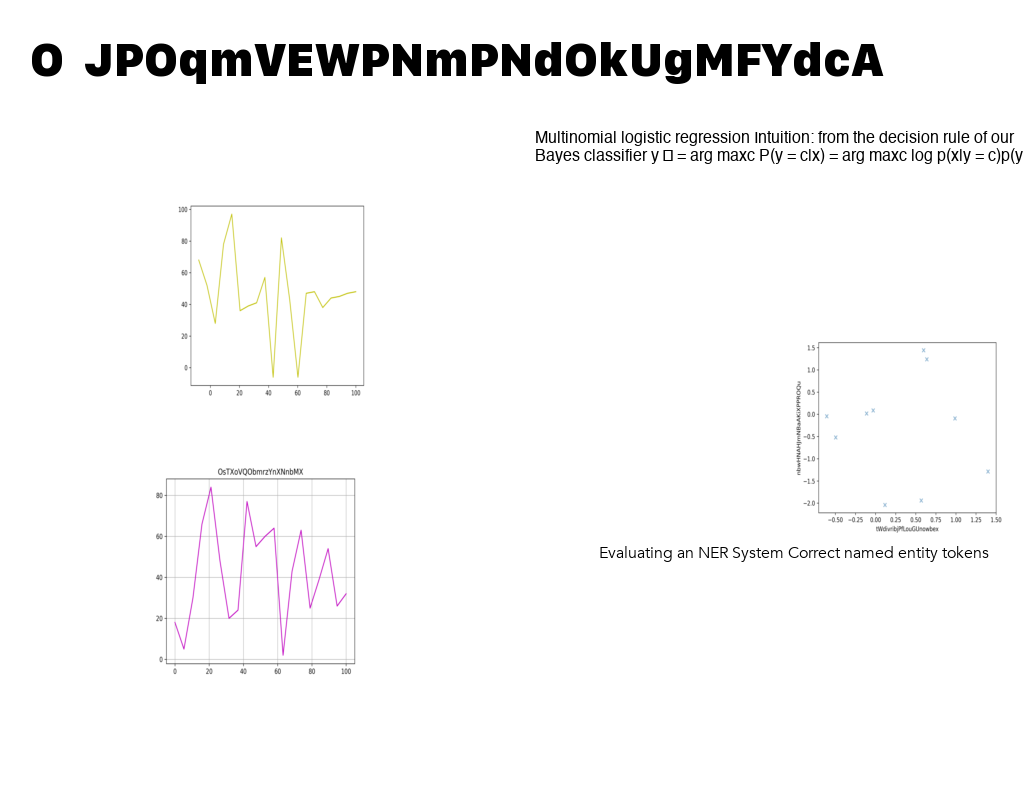 O JPOqmVEWPNmPNdOkUgMFYdcA
Multinomial logistic regression Intuition: from the decision rule of our
Bayes classifier y = arg maxc P(y = c|x) = arg maxc log p(x|y = c)p(y
100
80
60
40
20
0
0 20 40 60 80 100
1.5
1.0
0.5
0.0
−0.5
−1.0
−1.5
−2.0
−0.50 −0.25 0.00 0.25 0.50 0.75 1.00 1.25 1.50
OsTXoVQObmrzYnXNnbMX
80
60
40
20
0
0 20 40 60 80 100
Evaluating an NER System Correct named entity tokens